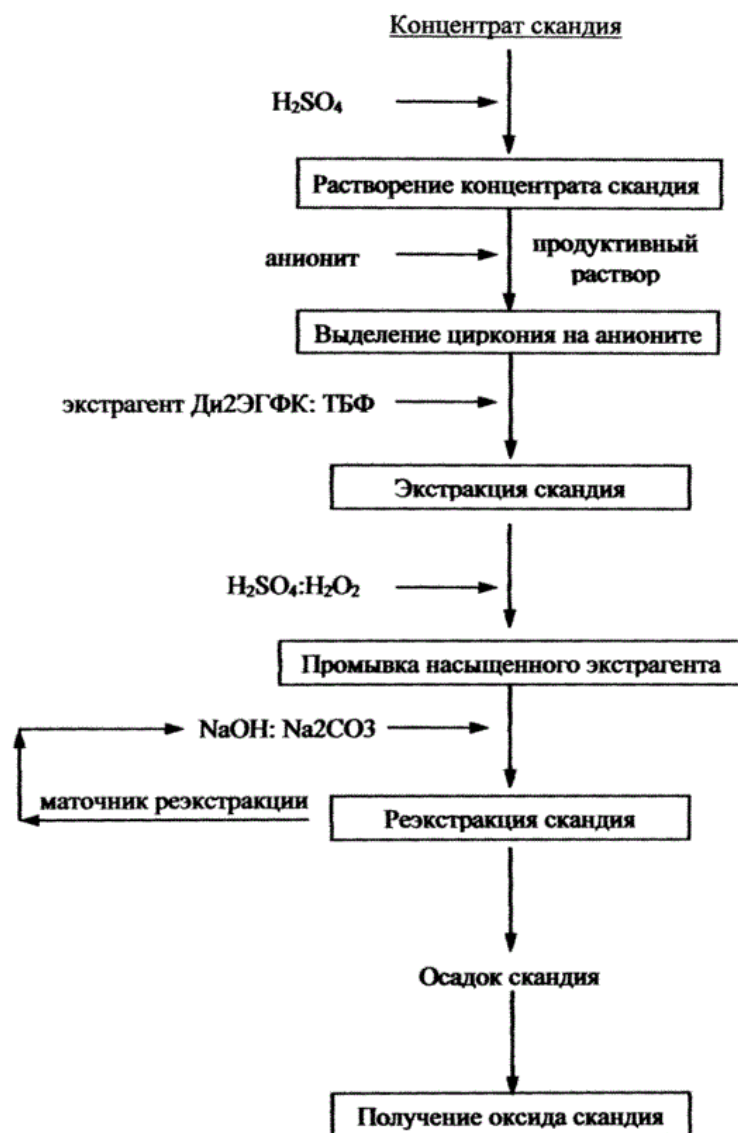 Концентрат скандия
H₂SO₄
Растворение концентрата скандия
анионит
продуктивный
раствор
Выделение циркония на анионите
экстрагент Ди2ЭГФК: ТБФ
Экстракция скандия
H₂SO₄:H₂O₂
Промывка насыщенного экстрагента
NaOH: Na2CO3
маточник реэкстракции
Реэкстракция скандия
Осадок скандия
Получение оксида скандия